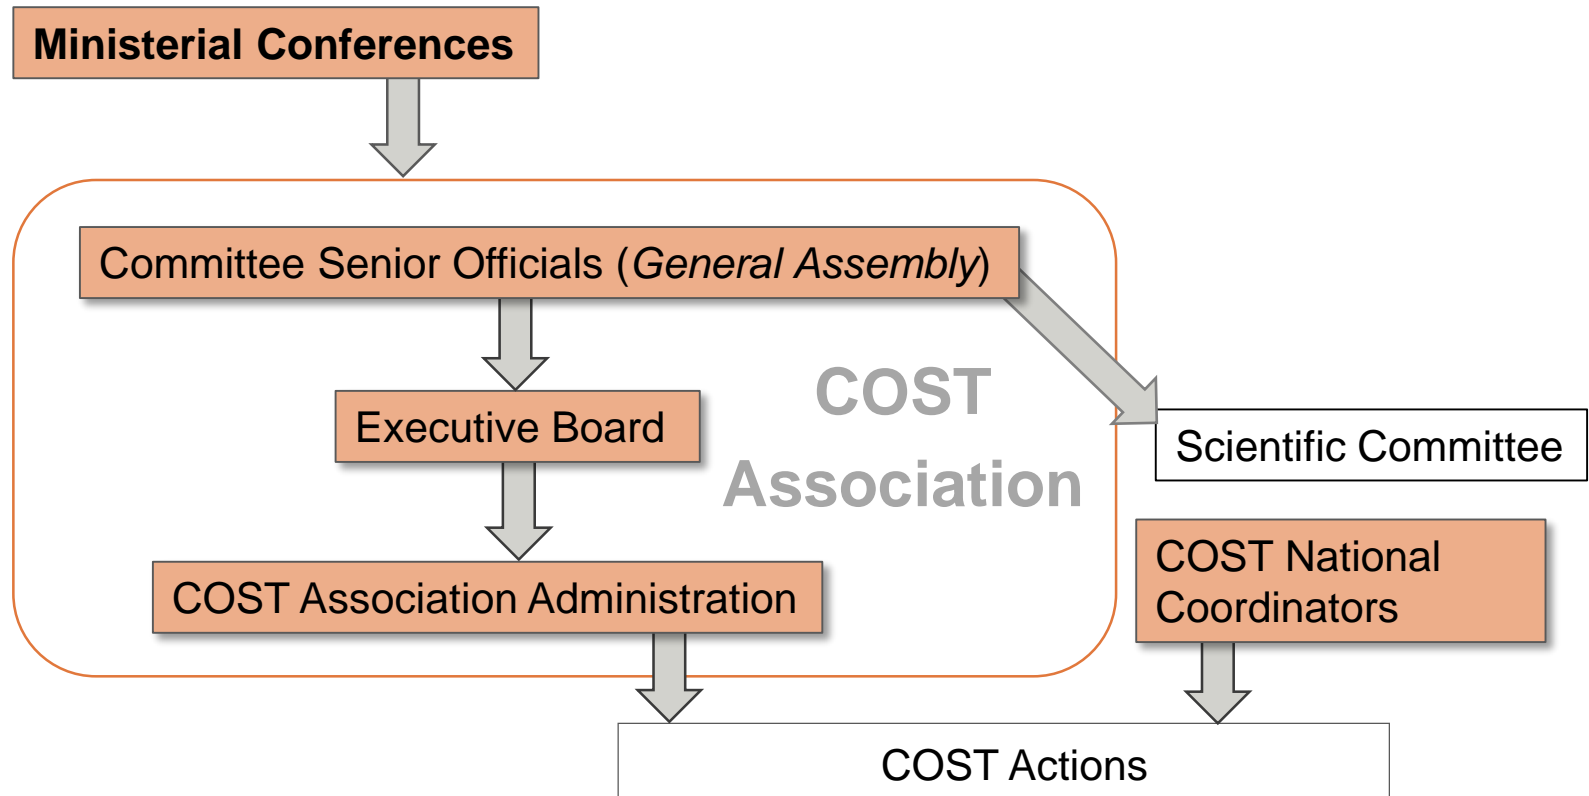 Ministerial Conferences
Committee Senior Officials (General Assembly)
COST
Association
Executive Board
Scientific Committee
COST National
Coordinators
COST Association Administration
COST Actions